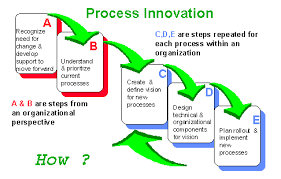 Process Innovation
A
Recognize
need for
change &
develop
support to
move forward
B
Understand
& prioritize
current
processes
C,D,E are steps repeated for
each process within an
organization
C
Create &
define vision
for new
processes
D
Design
technical &
organizational
components
for vision
E
Plan rollout &
implement
new
processes
A & B are steps from
an organizational
perspective
How ?